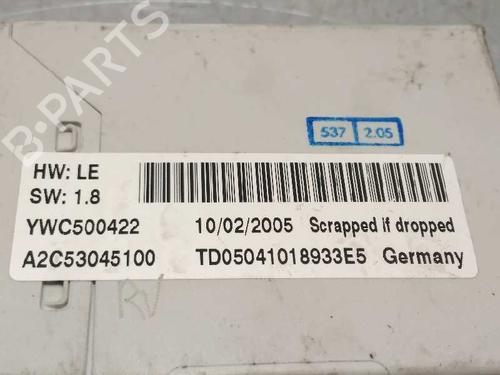 B-PARTS
537 2.05
HW: LE
SW: 1.8
YWC500422 10/02/2005 Scrapped if dropped
A2C53045100 TD05041018933E5 Germany